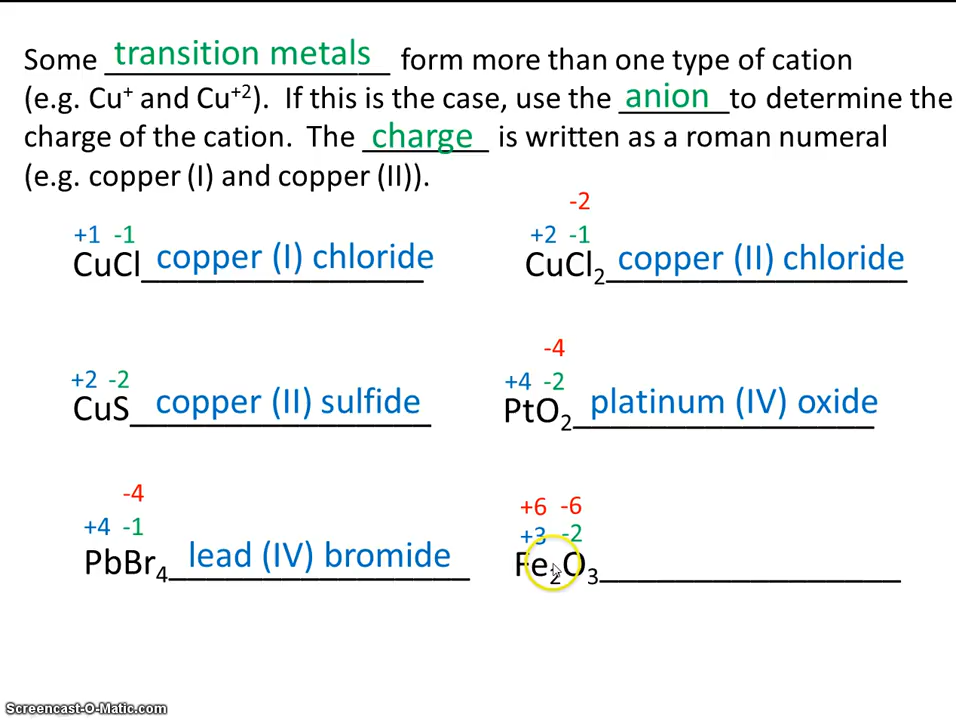 Some transition metals form more than one type of cation
(e.g. Cu⁺ and Cu⁺²). If this is the case, use the anion to determine the
charge of the cation. The charge is written as a roman numeral
(e.g. copper (I) and copper (II)).
-2
+1 -1 +2 -1
CuCl copper (I) chloride CuCl₂ copper (II) chloride
-4
+2 -2 +4 -2
CuS copper (II) sulfide PtO₂ platinum (IV) oxide
-4 +6 -6
+4 -1 +3 -2
PbBr₄ lead (IV) bromide Fe₂O₃
Screencast-O-Matic.com